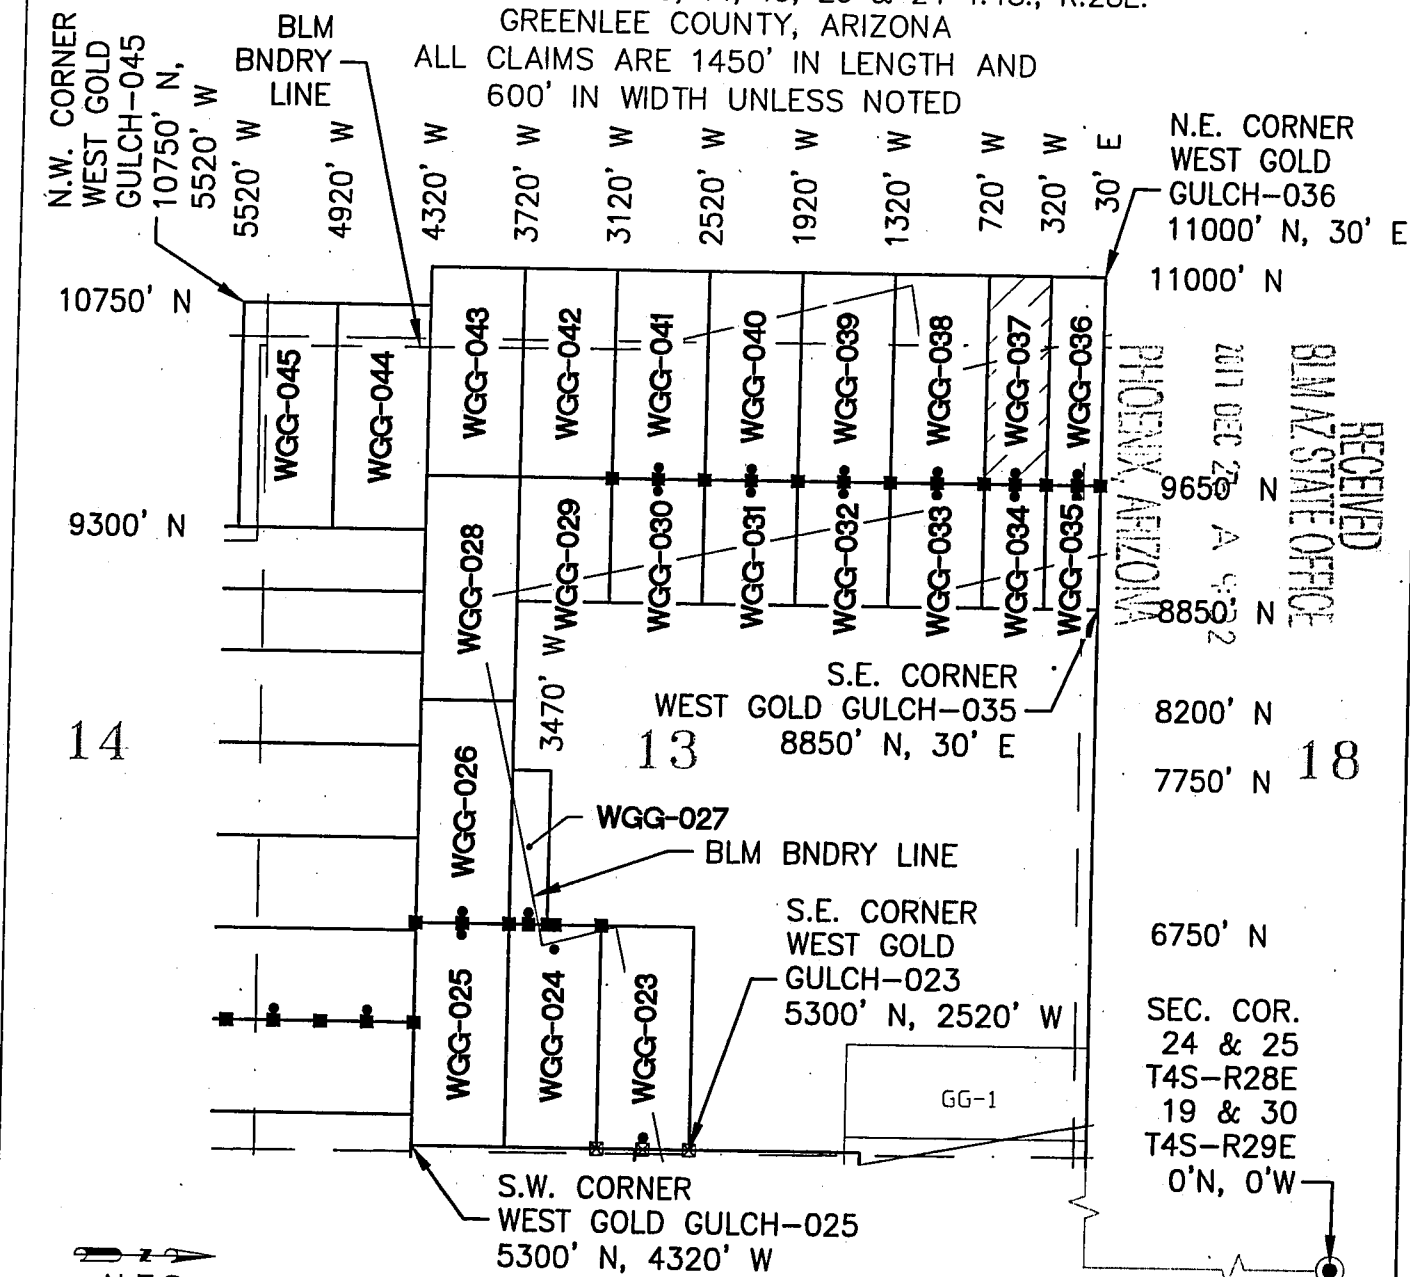 GREENLEE COUNTY, ARIZONA
ALL CLAIMS ARE 1450' IN LENGTH AND
600' IN WIDTH UNLESS NOTED
N.W. CORNER
WEST GOLD
GULCH-045
10750' N,
5520' W
BLM
BNDRY
LINE
5520' W
4920' W
4320' W
3720' W
3120' W
2520' W
1920' W
1320' W
720' W
320' W
30' E
N.E. CORNER
WEST GOLD
GULCH-036
11000' N, 30' E
11000' N
10750' N
WGG-045
WGG-044
WGG-043
WGG-042
WGG-041
WGG-040
WGG-039
WGG-038
WGG-037
WGG-036
RECEIVED
BLM AZ STATE OFFICE
2011 DEC
PHOENIX, ARIZONA
9650' N
9300' N
WGG-028
WGG-029
WGG-030
WGG-031
WGG-032
WGG-033
WGG-034
WGG-035
8850' N
3470' W
S.E. CORNER
WEST GOLD GULCH-035
8850' N, 30' E
8200' N
14
13
18
7750' N
WGG-026
WGG-027
BLM BNDRY LINE
S.E. CORNER
WEST GOLD
GULCH-023
5300' N, 2520' W
6750' N
WGG-025
WGG-024
WGG-023
GG-1
SEC. COR.
24 & 25
T4S-R28E
19 & 30
T4S-R29E
0'N, 0'W
S.W. CORNER
WEST GOLD GULCH-025
5300' N, 4320' W
N